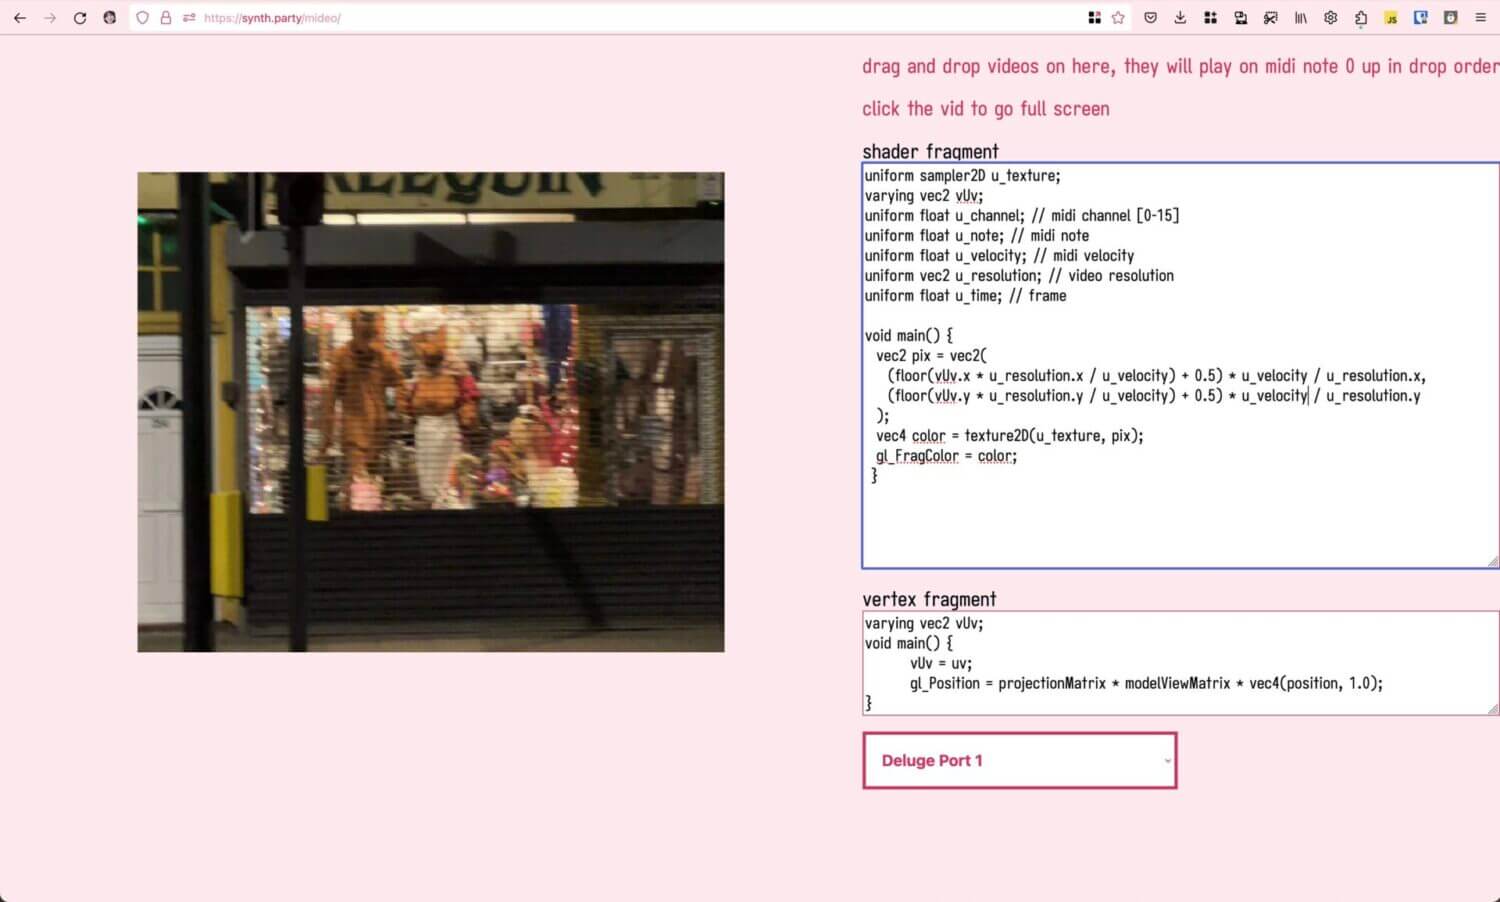 https://synth.party/mideo/
JS
drag and drop videos on here, they will play on midi note 0 up in drop order
click the vid to go full screen
shader fragment
uniform sampler2D u_texture;
varying vec2 vUv;
uniform float u_channel; // midi channel [0-15]
uniform float u_note; // midi note
uniform float u_velocity; // midi velocity
uniform vec2 u_resolution; // video resolution
uniform float u_time; // frame
void main() {
vec2 pix = vec2(
(floor(vUv.x * u_resolution.x / u_velocity) + 0.5) * u_velocity / u_resolution.x,
(floor(vUv.y * u_resolution.y / u_velocity) + 0.5) * u_velocity / u_resolution.y
);
vec4 color = texture2D(u_texture, pix);
gl_FragColor = color;
}
vertex fragment
varying vec2 vUv;
void main() {
vUv = uv;
gl_Position = projectionMatrix * modelViewMatrix * vec4(position, 1.0);
}
Deluge Port 1